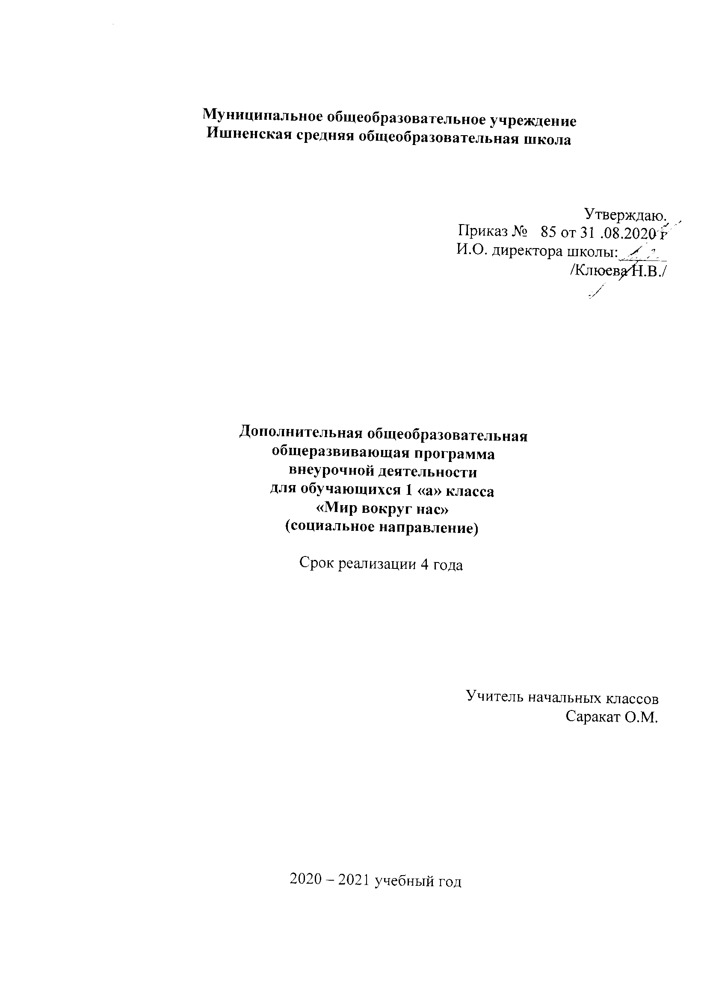 Муниципальное общеобразовательное учреждение
Ишненская средняя общеобразовательная школа
Утверждаю.
Приказ № 85 от 31 .08.2020 г
И.О. директора школы:
/Клюева Н.В./
Дополнительная общеобразовательная
общеразвивающая программа
внеурочной деятельности
для обучающихся 1 «а» класса
«Мир вокруг нас»
(социальное направление)
Срок реализации 4 года
Учитель начальных классов
Саракат О.М.
2020 – 2021 учебный год